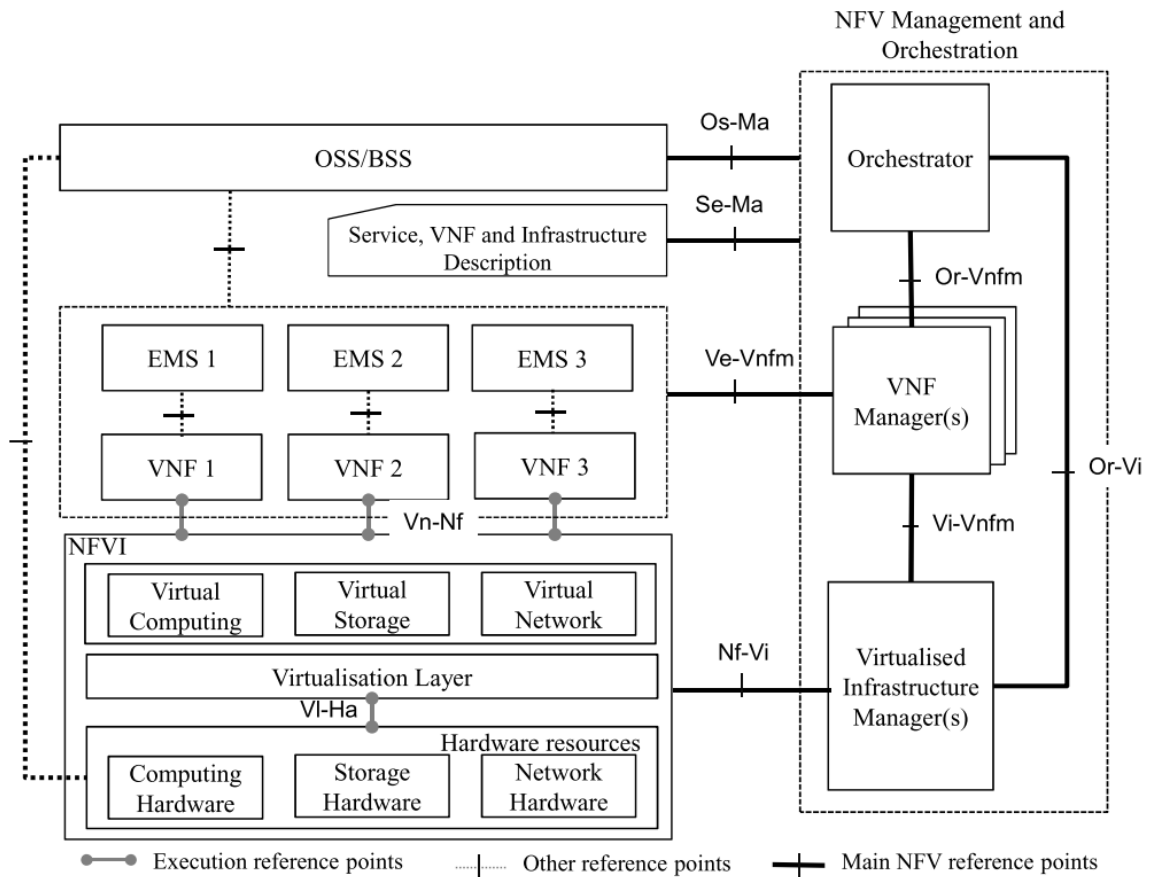 NFV Management and
Orchestration
Os-Ma
OSS/BSS
Orchestrator
Se-Ma
Service, VNF and Infrastructure
Description
Or-Vnfm
EMS 1
EMS 2
EMS 3
Ve-Vnfm
VNF
Manager(s)
VNF 1
VNF 2
VNF 3
Or-Vi
Vn-Nf
Vi-Vnfm
NFVI
Virtual
Computing
Virtual
Storage
Virtual
Network
Nf-Vi
Virtualised
Infrastructure
Manager(s)
Virtualisation Layer
Vl-Ha
Hardware resources
Computing
Hardware
Storage
Hardware
Network
Hardware
Execution reference points
Other reference points
Main NFV reference points